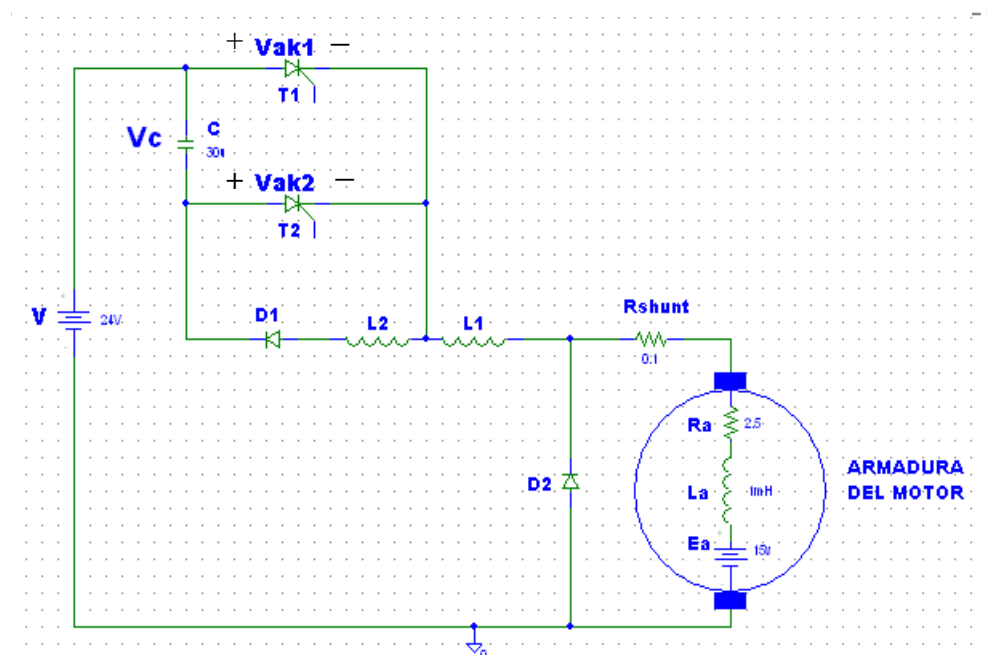 + Vak1 −
T1
Vc
C
30u
+ Vak2 −
T2
V
24V
D1
L2
L1
Rshunt
0.1
D2
Ra
2.5
La
1mH
Ea
15V
ARMADURA
DEL MOTOR
0